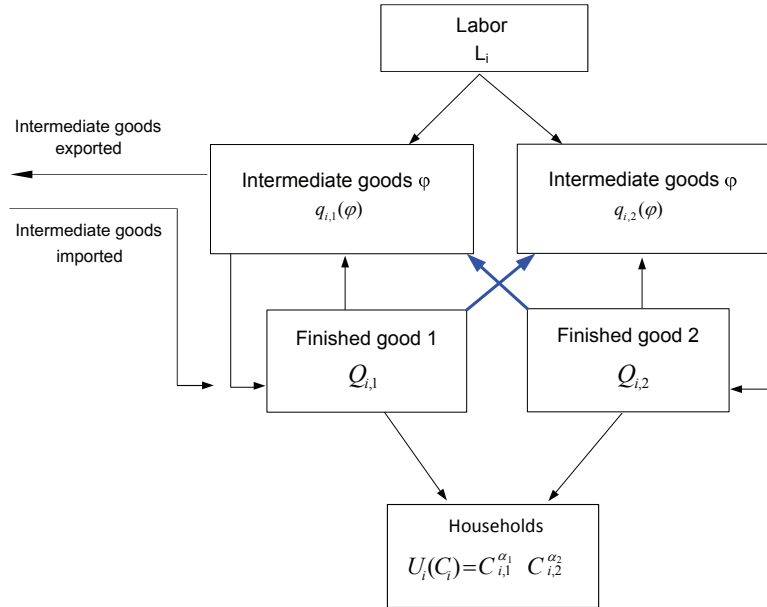 Labor
L_i
Intermediate goods
exported
Intermediate goods φ
q_{i,1}(φ)
Intermediate goods φ
q_{i,2}(φ)
Intermediate goods
imported
Finished good 1
Q_{i,1}
Finished good 2
Q_{i,2}
Households
U_i(C_i)=C_{i,1}^{α_1} C_{i,2}^{α_2}